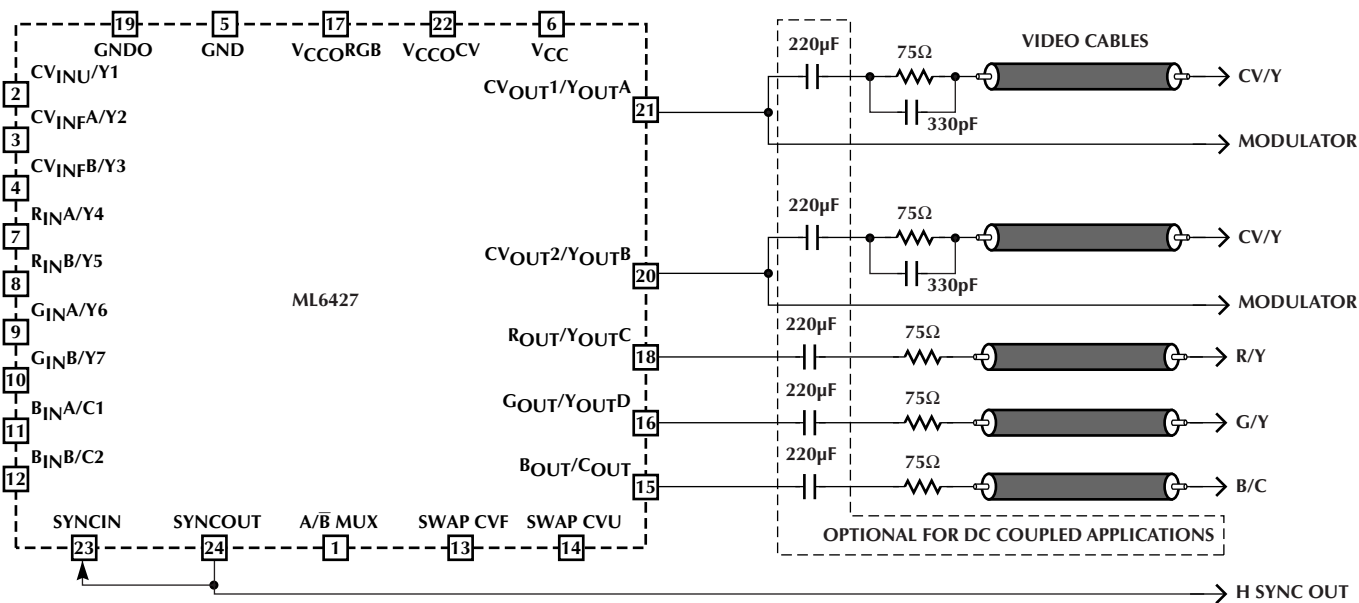 19 5 17 22 6
GNDO GND VCCORGB VCCOCV VCC
CVINU/Y1
2
CVINFA/Y2
3
CVINFB/Y3
4
RINA/Y4
7
RINB/Y5
8
GINA/Y6
9
GINB/Y7
10
BINA/C1
11
BINB/C2
12
ML6427
CVOUT1/YOUTA
21
CVOUT2/YOUTB
20
ROUT/YOUTC
18
GOUT/YOUTD
16
BOUT/COUT
15
SYNCIN SYNCOUT A/B̅ MUX SWAP CVF SWAP CVU
23 24 1 13 14
220µF 75Ω VIDEO CABLES
CV/Y
330pF
MODULATOR
220µF 75Ω
CV/Y
330pF
MODULATOR
220µF 75Ω
R/Y
220µF 75Ω
G/Y
220µF 75Ω
B/C
OPTIONAL FOR DC COUPLED APPLICATIONS
H SYNC OUT